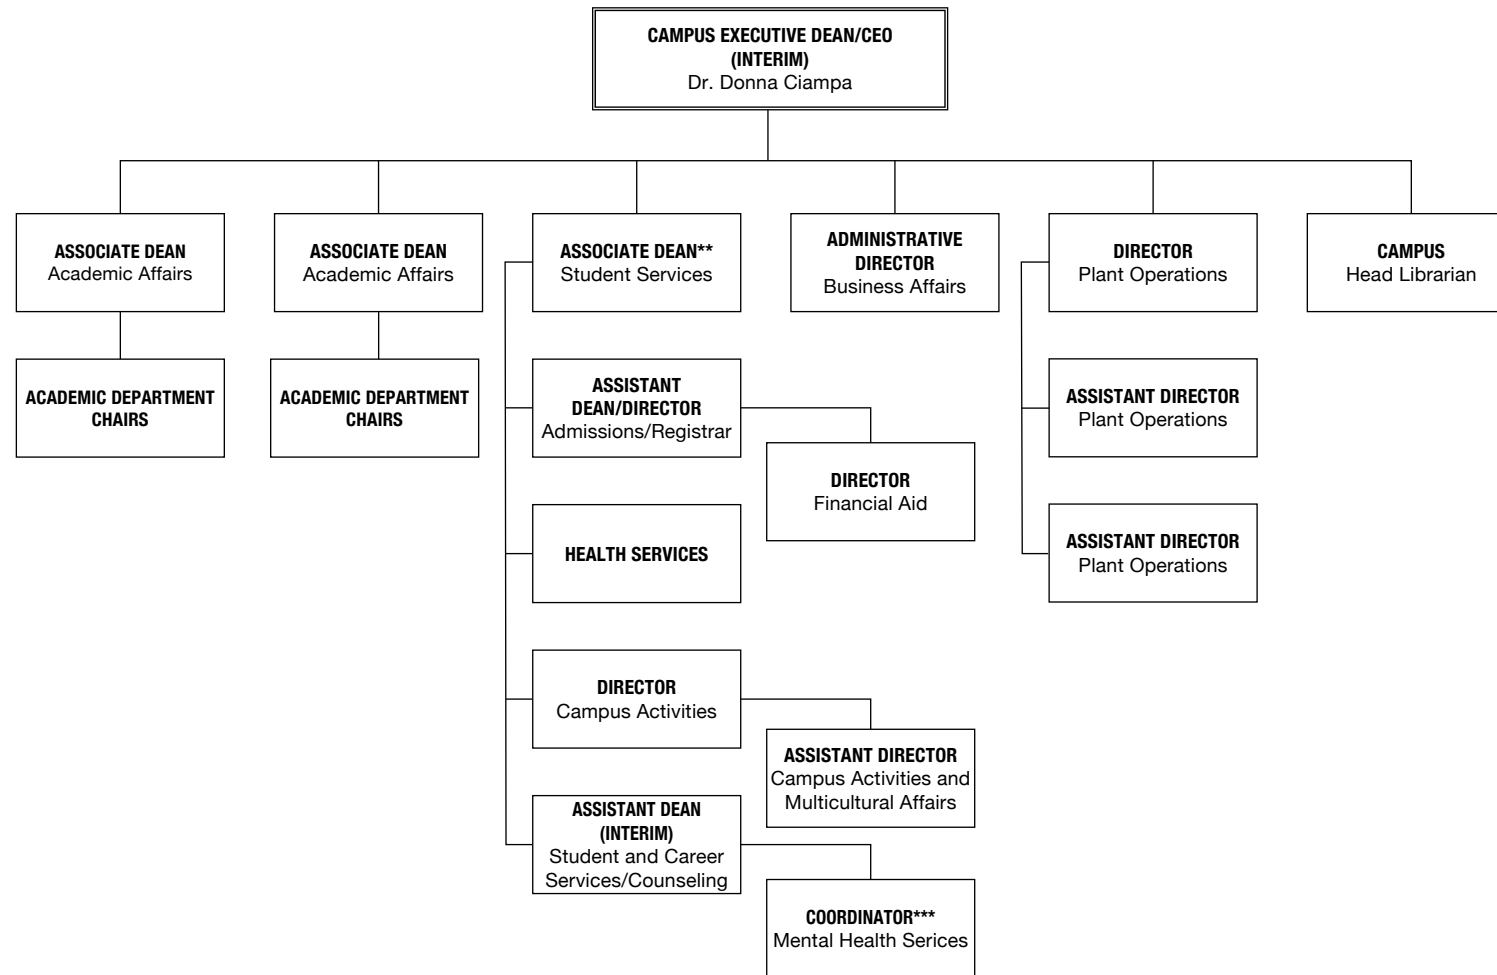 CAMPUS EXECUTIVE DEAN/CEO
(INTERIM)
Dr. Donna Ciampa
ASSOCIATE DEAN
Academic Affairs
ASSOCIATE DEAN
Academic Affairs
ASSOCIATE DEAN**
Student Services
ADMINISTRATIVE
DIRECTOR
Business Affairs
DIRECTOR
Plant Operations
CAMPUS
Head Librarian
ACADEMIC DEPARTMENT
CHAIRS
ACADEMIC DEPARTMENT
CHAIRS
ASSISTANT
DEAN/DIRECTOR
Admissions/Registrar
ASSISTANT DIRECTOR
Plant Operations
DIRECTOR
Financial Aid
HEALTH SERVICES
ASSISTANT DIRECTOR
Plant Operations
DIRECTOR
Campus Activities
ASSISTANT DIRECTOR
Campus Activities and
Multicultural Affairs
ASSISTANT DEAN
(INTERIM)
Student and Career
Services/Counseling
COORDINATOR***
Mental Health Serices